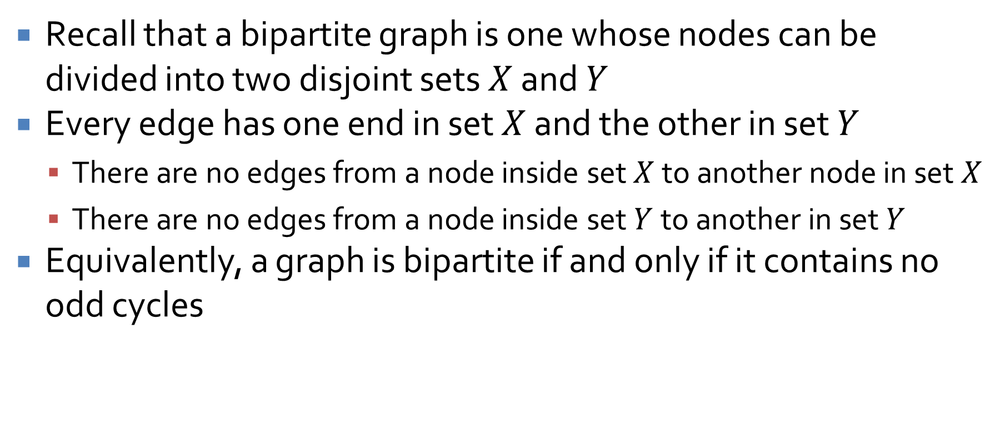 Recall that a bipartite graph is one whose nodes can be
divided into two disjoint sets X and Y
Every edge has one end in set X and the other in set Y
There are no edges from a node inside set X to another node in set X
There are no edges from a node inside set Y to another in set Y
Equivalently, a graph is bipartite if and only if it contains no
odd cycles